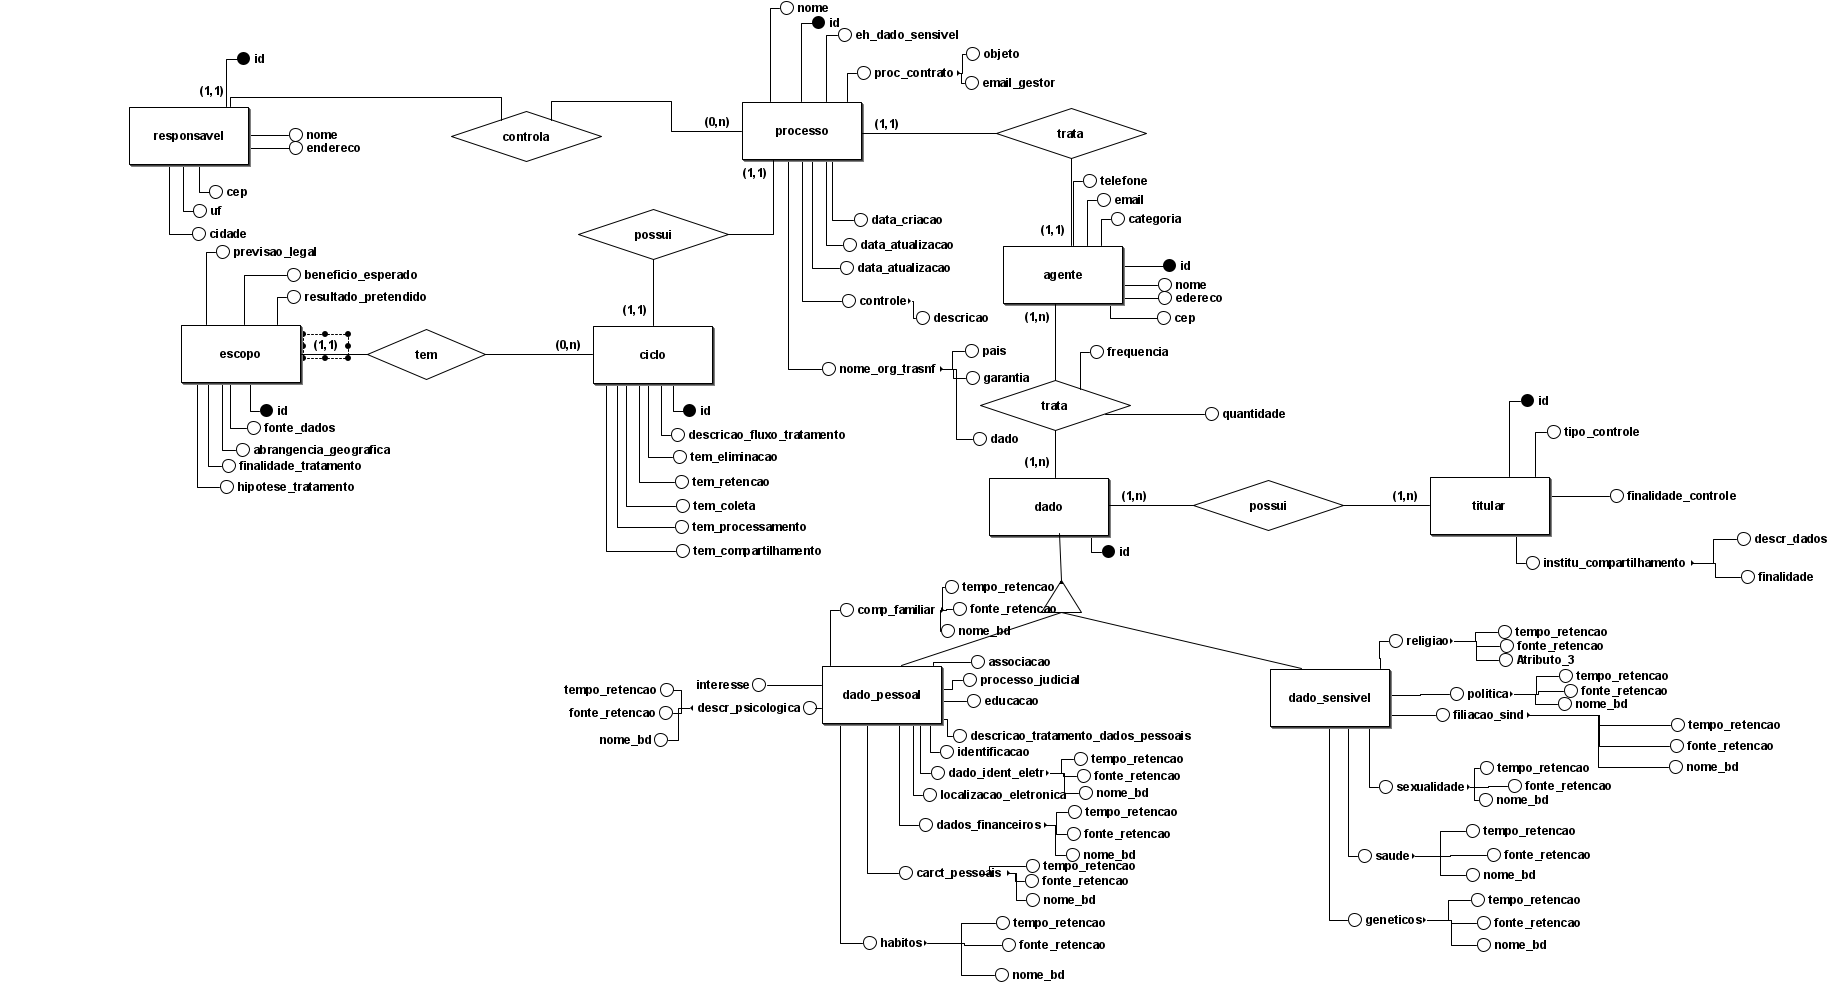 nome
id
eh_dado_sensivel
proc_contrato
objeto
email_gestor
id
(1,1)
responsavel
nome
endereco
cep
uf
cidade
controla
(0,n)
processo
(1,1)
trata
(1,1)
data_criacao
data_atualizacao
data_atualizacao
controle
descricao
nome_org_trasnf
pais
garantia
dado
telefone
email
categoria
(1,1)
agente
id
nome
edereco
cep
(1,n)
possui
(1,1)
previsao_legal
beneficio_esperado
resultado_pretendido
escopo
(1,1)
tem
(0,n)
ciclo
id
fonte_dados
abrangencia_geografica
finalidade_tratamento
hipotese_tratamento
id
descricao_fluxo_tratamento
tem_eliminacao
tem_retencao
tem_coleta
tem_processamento
tem_compartilhamento
frequencia
trata
quantidade
(1,n)
dado
id
(1,n)
possui
(1,n)
titular
id
tipo_controle
finalidade_controle
institu_compartilhamento
descr_dados
finalidade
comp_familiar
tempo_retencao
fonte_retencao
nome_bd
dado_pessoal
associacao
processo_judicial
educacao
interesse
descr_psicologica
tempo_retencao
fonte_retencao
nome_bd
descricao_tratamento_dados_pessoais
identificacao
dado_ident_eletr
tempo_retencao
fonte_retencao
nome_bd
localizacao_eletronica
dados_financeiros
tempo_retencao
fonte_retencao
nome_bd
carct_pessoais
tempo_retencao
fonte_retencao
nome_bd
habitos
tempo_retencao
fonte_retencao
nome_bd
dado_sensivel
religiao
tempo_retencao
fonte_retencao
Atributo_3
politica
tempo_retencao
fonte_retencao
nome_bd
filiacao_sind
tempo_retencao
fonte_retencao
nome_bd
sexualidade
tempo_retencao
fonte_retencao
nome_bd
saude
tempo_retencao
fonte_retencao
nome_bd
geneticos
tempo_retencao
fonte_retencao
nome_bd